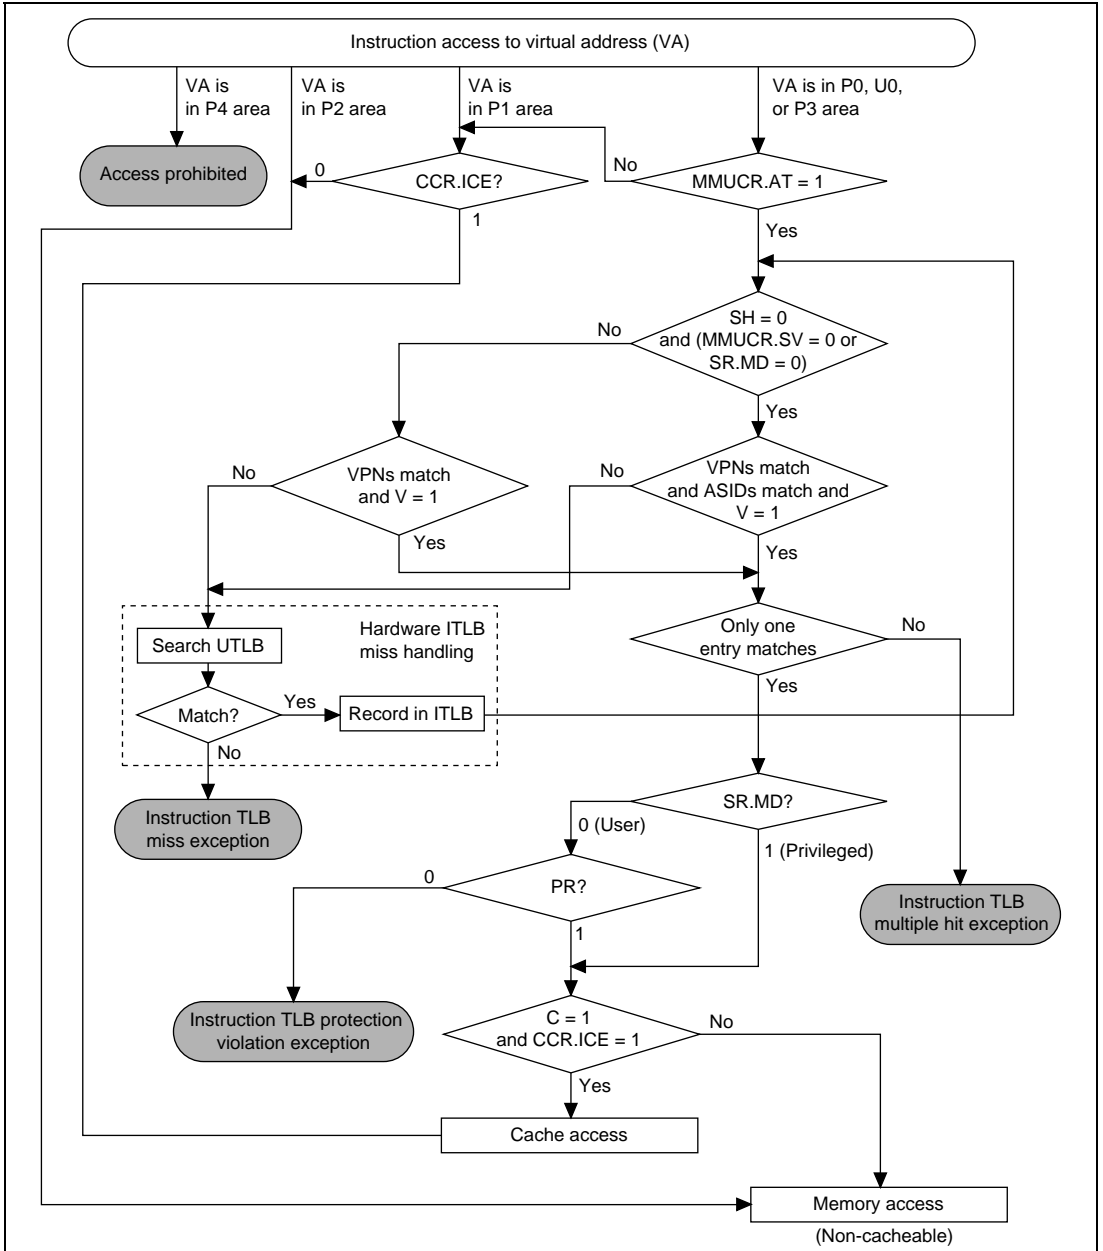 Instruction access to virtual address (VA)
VA is
in P4 area
VA is
in P2 area
VA is
in P1 area
VA is in P0, U0,
or P3 area
Access prohibited
0
CCR.ICE?
1
No
MMUCR.AT = 1
Yes
SH = 0
and (MMUCR.SV = 0 or
SR.MD = 0)
No
Yes
No
VPNs match
and V = 1
Yes
No
VPNs match
and ASIDs match and
V = 1
Yes
Hardware ITLB
miss handling
Search UTLB
Match?
Yes
Record in ITLB
No
Instruction TLB
miss exception
Only one
entry matches
No
Yes
SR.MD?
0 (User)
1 (Privileged)
0
PR?
1
Instruction TLB
multiple hit exception
Instruction TLB protection
violation exception
C = 1
and CCR.ICE = 1
No
Yes
Cache access
Memory access
(Non-cacheable)